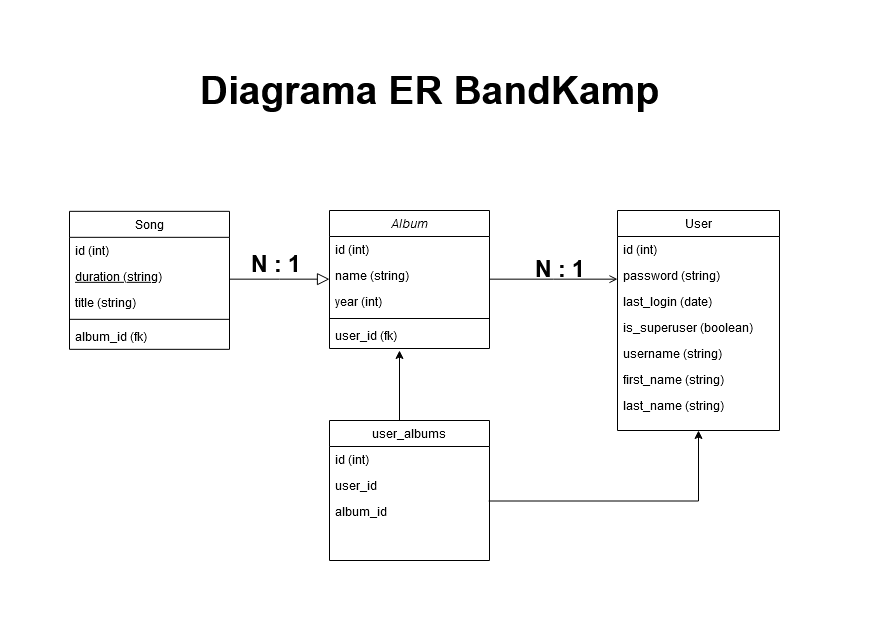 Diagrama ER BandKamp
Song
id (int)
duration (string)
title (string)
album_id (fk)
N : 1
Album
id (int)
name (string)
year (int)
user_id (fk)
N : 1
User
id (int)
password (string)
last_login (date)
is_superuser (boolean)
username (string)
first_name (string)
last_name (string)
user_albums
id (int)
user_id
album_id